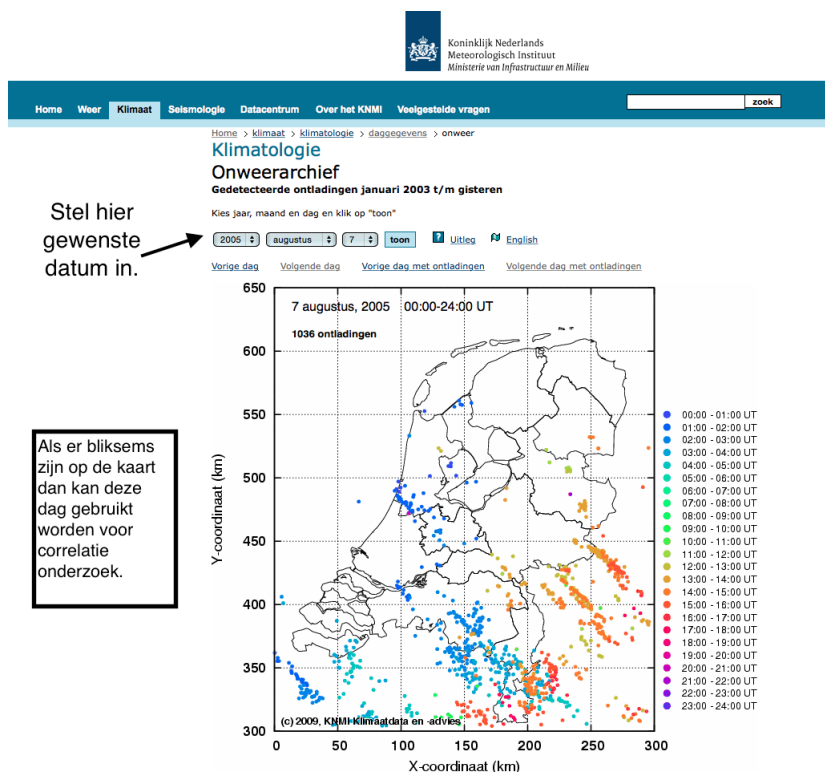 Koninklijk Nederlands
Meteorologisch Instituut
Ministerie van Infrastructuur en Milieu
Home Weer Klimaat Seismologie Datacentrum Over het KNMI Veelgestelde vragen zoek
Home > klimaat > klimatologie > daggegevens > onweer
Klimatologie
Onweerarchief
Gedetecteerde ontladingen januari 2003 t/m gisteren
Kies jaar, maand en dag en klik op "toon"
Stel hier
gewenste
datum in.
2005 augustus 7 toon ? Uitleg English
Vorige dag Volgende dag Vorige dag met ontladingen Volgende dag met ontladingen
7 augustus, 2005 00:00-24:00 UT
1036 ontladingen
Y-coordinaat (km)
650
600
550
500
450
400
350
300
0 50 100 150 200 250 300
X-coordinaat (km)
(c) 2009, KNMI Klimaatdata en -advies
Als er bliksems
zijn op de kaart
dan kan deze
dag gebruikt
worden voor
correlatie
onderzoek.
00:00 - 01:00 UT
01:00 - 02:00 UT
02:00 - 03:00 UT
03:00 - 04:00 UT
04:00 - 05:00 UT
05:00 - 06:00 UT
06:00 - 07:00 UT
07:00 - 08:00 UT
08:00 - 09:00 UT
09:00 - 10:00 UT
10:00 - 11:00 UT
11:00 - 12:00 UT
12:00 - 13:00 UT
13:00 - 14:00 UT
14:00 - 15:00 UT
15:00 - 16:00 UT
16:00 - 17:00 UT
17:00 - 18:00 UT
18:00 - 19:00 UT
19:00 - 20:00 UT
20:00 - 21:00 UT
21:00 - 22:00 UT
22:00 - 23:00 UT
23:00 - 24:00 UT